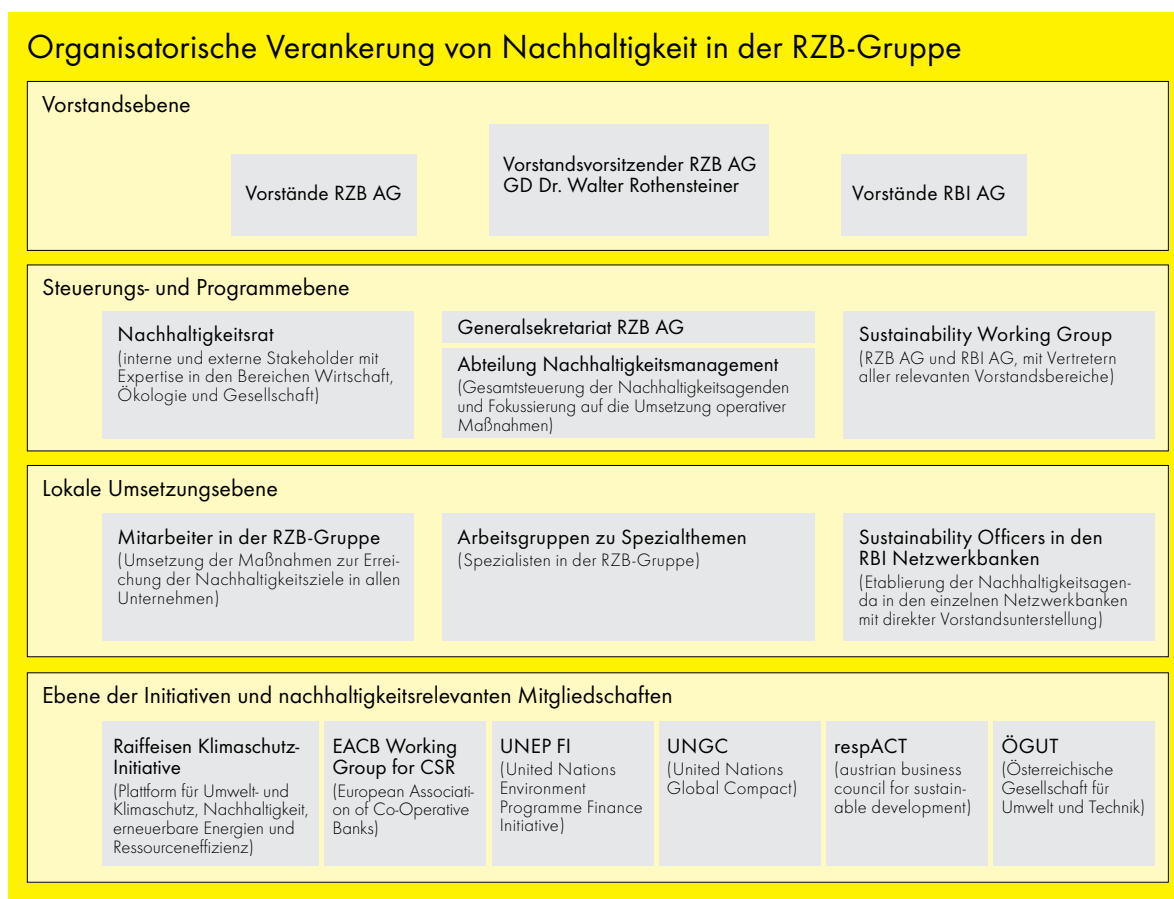 Organisatorische Verankerung von Nachhaltigkeit in der RZB-Gruppe
Vorstandsebene
Vorstände RZB AG
Vorstandsvorsitzender RZB AG
GD Dr. Walter Rothensteiner
Vorstände RBI AG
Steuerungs- und Programmebene
Nachhaltigkeitsrat
(interne und externe Stakeholder mit
Expertise in den Bereichen Wirtschaft,
Ökologie und Gesellschaft)
Generalsekretariat RZB AG
Abteilung Nachhaltigkeitsmanagement
(Gesamtsteuerung der Nachhaltigkeitsagenden
und Fokussierung auf die Umsetzung operativer
Maßnahmen)
Sustainability Working Group
(RZB AG und RBI AG, mit Vertretern
aller relevanten Vorstandsbereiche)
Lokale Umsetzungsebene
Mitarbeiter in der RZB-Gruppe
(Umsetzung der Maßnahmen zur Errei-
chung der Nachhaltigkeitsziele in allen
Unternehmen)
Arbeitsgruppen zu Spezialthemen
(Spezialisten in der RZB-Gruppe)
Sustainability Officers in den
RBI Netzwerkbanken
(Etablierung der Nachhaltigkeitsagen-
da in den einzelnen Netzwerkbanken
mit direkter Vorstandsunterstellung)
Ebene der Initiativen und nachhaltigkeitsrelevanten Mitgliedschaften
Raiffeisen Klimaschutz-
Initiative
(Plattform für Umwelt- und
Klimaschutz, Nachhaltigkeit,
erneuerbare Energien und
Ressourceneffizienz)
EACB Working
Group for CSR
(European Associati-
on of Co-Operative
Banks)
UNEP FI
(United Nations
Environment
Programme Finance
Initiative)
UNGC
(United Nations
Global Compact)
respACT
(austrian business
council for sustain-
able development)
ÖGUT
(Österreichische
Gesellschaft für
Umwelt und Technik)